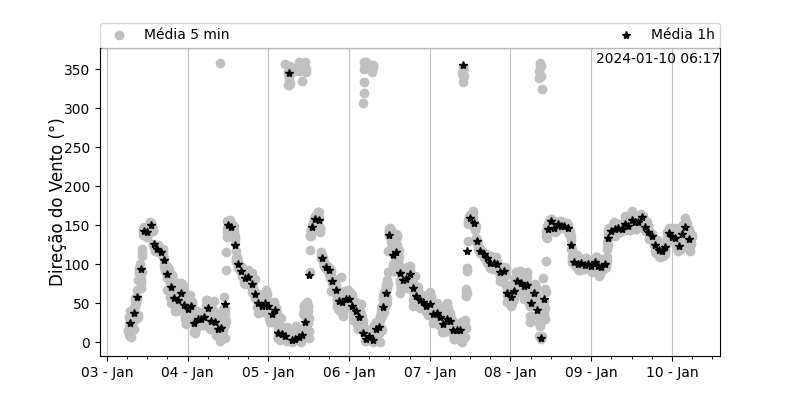 Média 5 min
Média 1h
2024-01-10 06:17
Direção do Vento (°)
350
300
250
200
150
100
50
0
03 - Jan
04 - Jan
05 - Jan
06 - Jan
07 - Jan
08 - Jan
09 - Jan
10 - Jan